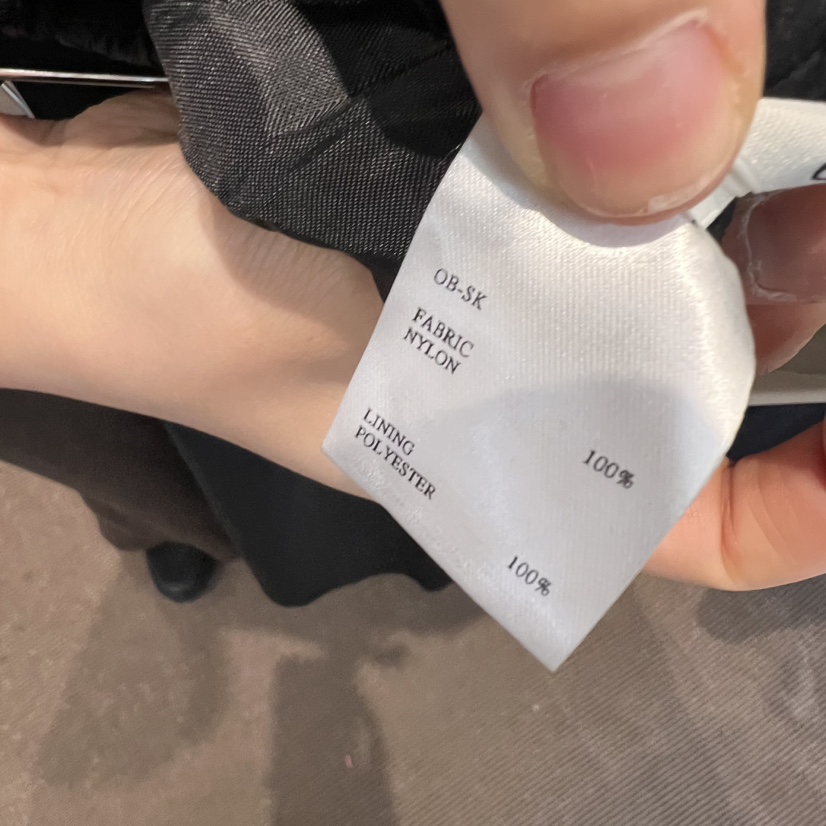 OB-SK
FABRIC
NYLON 100%
LINING
POLYESTER 100%